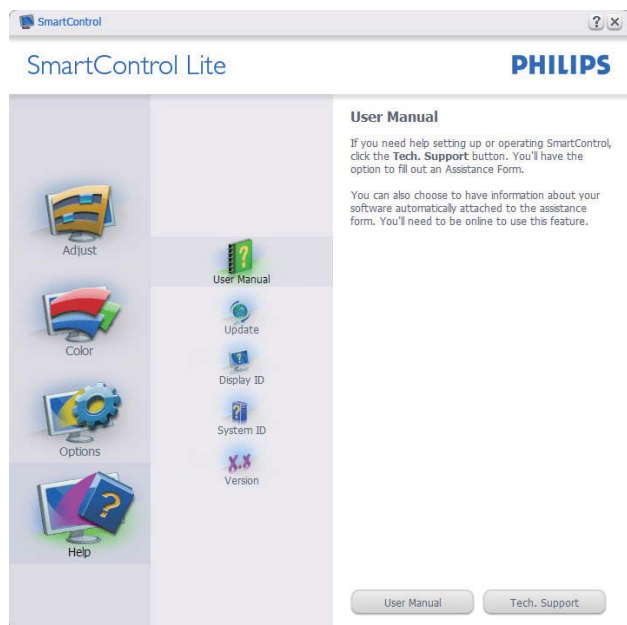 SmartControl
? x
SmartControl Lite
PHILIPS
Adjust
Color
Options
Help
User Manual
Update
Display ID
System ID
X.X
Version
User Manual
If you need help setting up or operating SmartControl,
click the Tech. Support button. You'll have the
option to fill out an Assistance Form.
You can also choose to have information about your
software automatically attached to the assistance
form. You'll need to be online to use this feature.
User Manual
Tech. Support